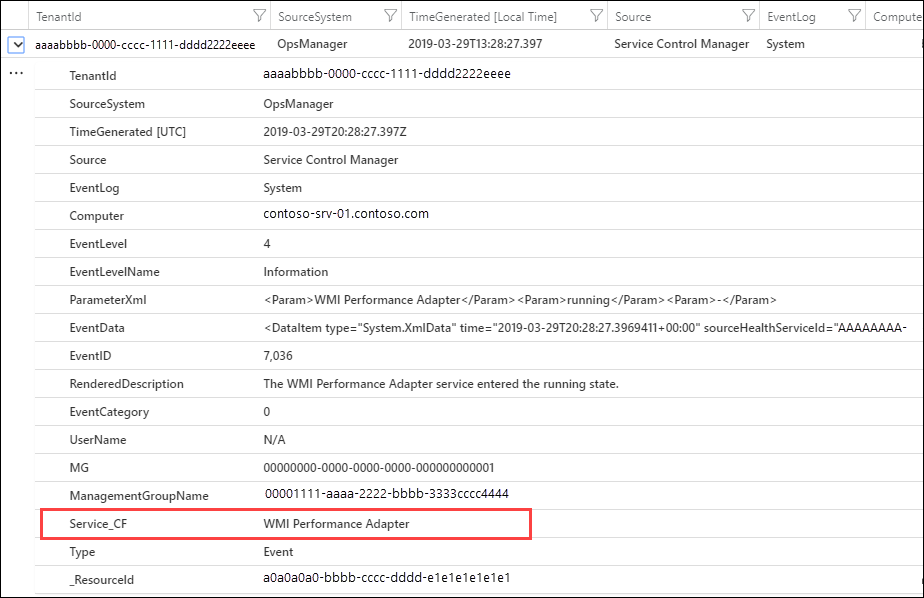 TenantId SourceSystem TimeGenerated [Local Time] Source EventLog Compute
aaaabbbb-0000-cccc-1111-dddd2222eeee OpsManager 2019-03-29T13:28:27.397 Service Control Manager System
... TenantId aaaabbbb-0000-cccc-1111-dddd2222eeee
SourceSystem OpsManager
TimeGenerated [UTC] 2019-03-29T20:28:27.397Z
Source Service Control Manager
EventLog System
Computer contoso-srv-01.contoso.com
EventLevel 4
EventLevelName Information
ParameterXml <Param>WMI Performance Adapter</Param><Param>running</Param><Param>-</Param>
EventData <DataItem type="System.XmlData" time="2019-03-29T20:28:27.3969411+00:00" sourceHealthServiceId="AAAAAAAA-
EventID 7,036
RenderedDescription The WMI Performance Adapter service entered the running state.
EventCategory 0
UserName N/A
MG 00000000-0000-0000-0000-000000000001
ManagementGroupName 00001111-aaaa-2222-bbbb-3333cccc4444
Service_CF WMI Performance Adapter
Type Event
_ResourceId a0a0a0a0-bbbb-cccc-dddd-e1e1e1e1e1e1